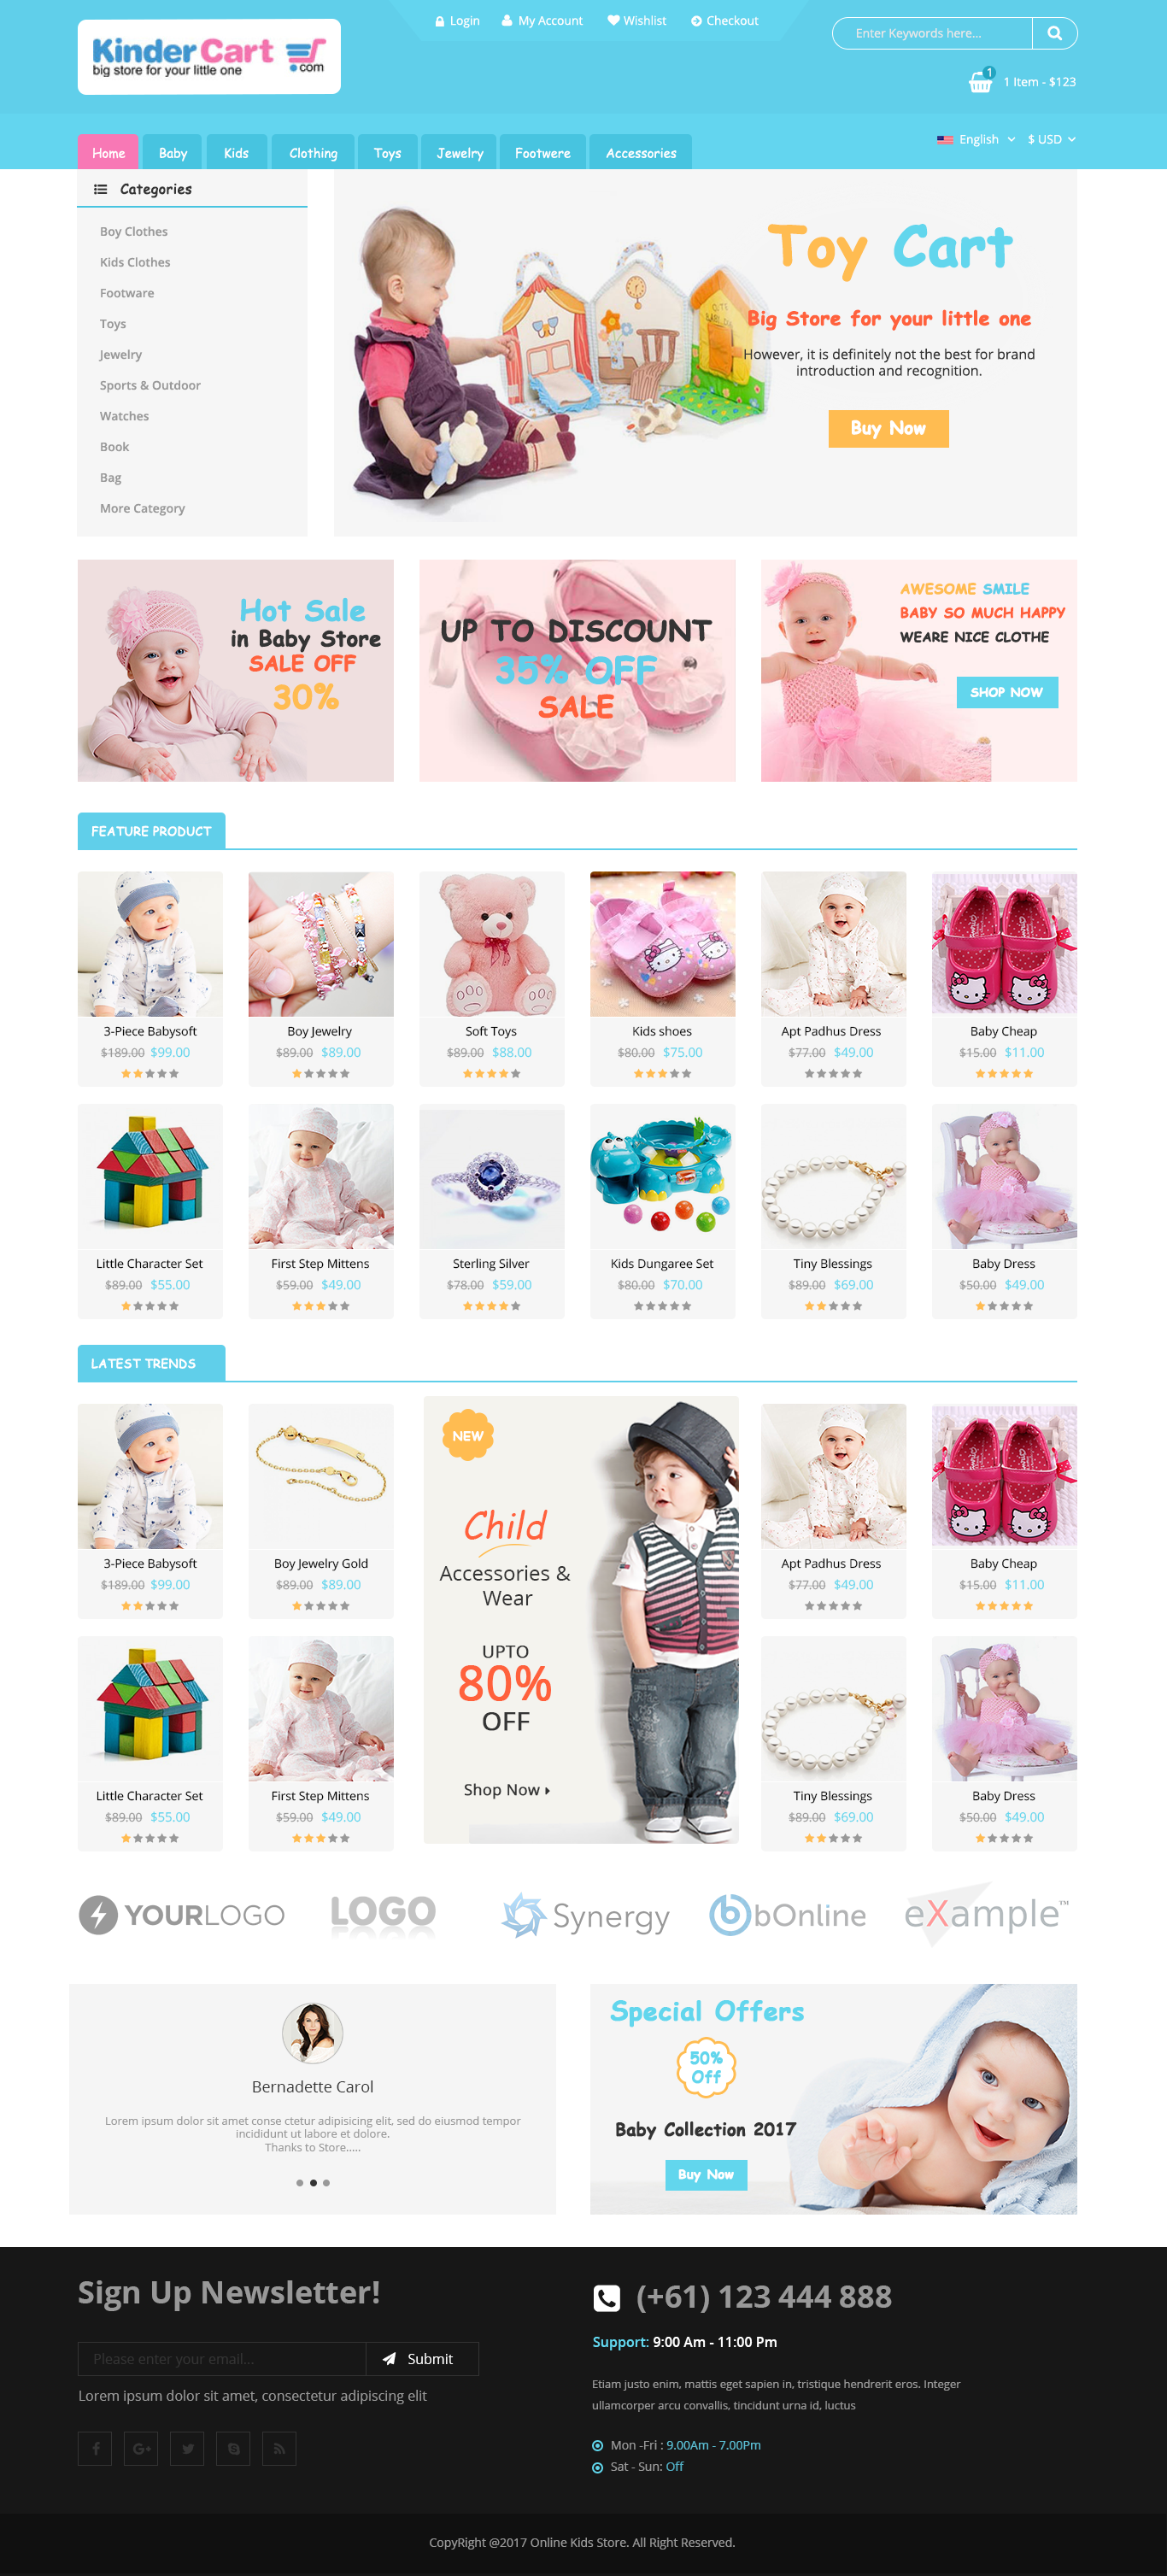 Login My Account Wishlist Checkout
KinderCart
.com
big store for your little one
Enter Keywords here...
1
1 Item - $123
English $ USD
Home Baby Kids Clothing Toys Jewelry Footwere Accessories
Categories
Boy Clothes
Kids Clothes
Footware
Toys
Jewelry
Sports & Outdoor
Watches
Book
Bag
More Category
Toy Cart
Big Store for your little one
However, it is definitely not the best for brand
introduction and recognition.
Buy Now
Hot Sale
in Baby Store
SALE OFF
30%
UP TO DISCOUNT
35% OFF
SALE
AWESOME SMILE
BABY SO MUCH HAPPY
WEARE NICE CLOTHE
SHOP NOW
FEATURE PRODUCT
3-Piece Babysoft
$189.00 $99.00
Boy Jewelry
$89.00 $89.00
Soft Toys
$89.00 $88.00
Kids shoes
$80.00 $75.00
Apt Padhus Dress
$77.00 $49.00
Baby Cheap
$15.00 $11.00
Little Character Set
$89.00 $55.00
First Step Mittens
$59.00 $49.00
Sterling Silver
$78.00 $59.00
Kids Dungaree Set
$80.00 $70.00
Tiny Blessings
$89.00 $69.00
Baby Dress
$50.00 $49.00
LATEST TRENDS
3-Piece Babysoft
$189.00 $99.00
Boy Jewelry Gold
$89.00 $89.00
NEW
Child
Accessories &
Wear
UPTO
80%
OFF
Shop Now
Apt Padhus Dress
$77.00 $49.00
Baby Cheap
$15.00 $11.00
Little Character Set
$89.00 $55.00
First Step Mittens
$59.00 $49.00
Tiny Blessings
$89.00 $69.00
Baby Dress
$50.00 $49.00
YOURLOGO
LOGO
Synergy
bOnline
eXample™
Bernadette Carol
Lorem ipsum dolor sit amet conse ctetur adipisicing elit, sed do eiusmod tempor
incididunt ut labore et dolore.
Thanks to Store.....
Special Offers
50%
Off
Baby Collection 2017
Buy Now
Sign Up Newsletter!
Please enter your email...
Submit
Lorem ipsum dolor sit amet, consectetur adipiscing elit
(+61) 123 444 888
Support: 9:00 Am - 11:00 Pm
Etiam justo enim, mattis eget sapien in, tristique hendrerit eros. Integer
ullamcorper arcu convallis, tincidunt urna id, luctus
Mon -Fri : 9.00Am - 7.00Pm
Sat - Sun: Off
CopyRight @2017 Online Kids Store. All Right Reserved.